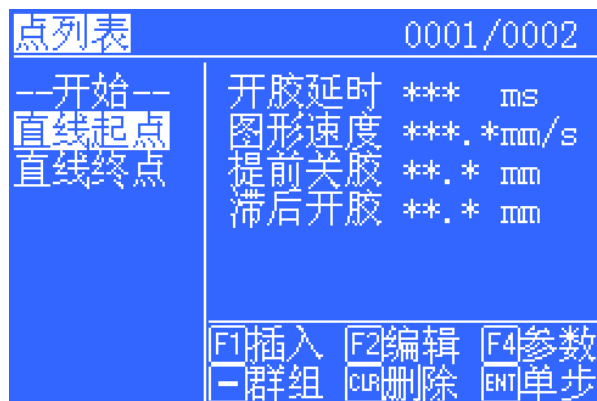 点列表 0001/0002
--开始--
直线起点
直线终点
开胶延时 *** ms
图形速度 ***.*mm/s
提前关胶 **.* mm
滞后开胶 **.* mm
F1插入 F2编辑 F4参数
-群组 CLR删除 ENT单步